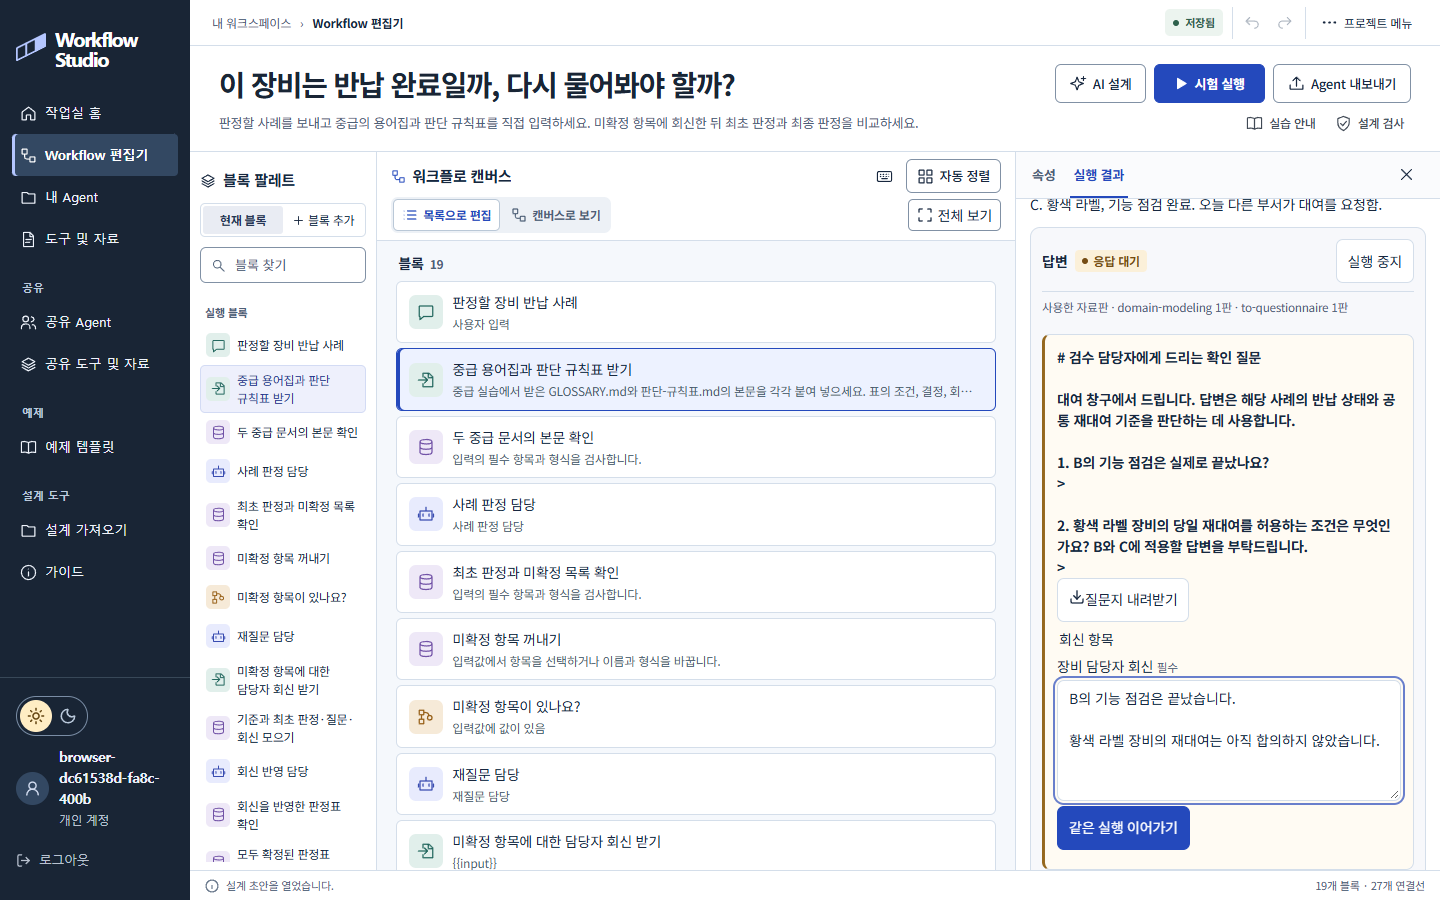 Workflow
Studio
작업실 홈
Workflow 편집기
내 Agent
도구 및 자료
공유
공유 Agent
공유 도구 및 자료
예제
예제 템플릿
설계 도구
설계 가져오기
가이드
browser-
dc61538d-fa8c-
400b
개인 계정
로그아웃
내 워크스페이스 › Workflow 편집기
저장됨
프로젝트 메뉴
이 장비는 반납 완료일까, 다시 물어봐야 할까?
판정할 사례를 보내고 중급의 용어집과 판단 규칙표를 직접 입력하세요. 미확정 항목에 회신한 뒤 최초 판정과 최종 판정을 비교하세요.
AI 설계
시험 실행
Agent 내보내기
실습 안내
설계 검사
블록 팔레트
현재 블록
+ 블록 추가
블록 찾기
실행 블록
판정할 장비 반납 사례
중급 용어집과 판단
규칙표 받기
두 중급 문서의 본문 확인
사례 판정 담당
최초 판정과 미확정 목록
확인
미확정 항목 꺼내기
미확정 항목이 있나요?
재질문 담당
미확정 항목에 대한
담당자 회신 받기
기준과 최초 판정·질문·
회신 모으기
회신 반영 담당
회신을 반영한 판정표
확인
모두 확정된 판정표
워크플로 캔버스
자동 정렬
목록으로 편집
캔버스로 보기
전체 보기
블록 19
판정할 장비 반납 사례
사용자 입력
중급 용어집과 판단 규칙표 받기
중급 실습에서 받은 GLOSSARY.md와 판단-규칙표.md의 본문을 각각 붙여 넣으세요. 표의 조건, 결정, 회…
두 중급 문서의 본문 확인
입력의 필수 항목과 형식을 검사합니다.
사례 판정 담당
사례 판정 담당
최초 판정과 미확정 목록 확인
입력의 필수 항목과 형식을 검사합니다.
미확정 항목 꺼내기
입력값에서 항목을 선택하거나 이름과 형식을 바꿉니다.
미확정 항목이 있나요?
입력값에 값이 있음
재질문 담당
재질문 담당
미확정 항목에 대한 담당자 회신 받기
{{input}}
속성
실행 결과
C. 황색 라벨, 기능 점검 완료. 오늘 다른 부서가 대여를 요청함.
답변
응답 대기
실행 중지
사용한 자료판 · domain-modeling 1판 · to-questionnaire 1판
# 검수 담당자에게 드리는 확인 질문
대여 창구에서 드립니다. 답변은 해당 사례의 반납 상태와 공
통 재대여 기준을 판단하는 데 사용합니다.
1. B의 기능 점검은 실제로 끝났나요?
>
2. 황색 라벨 장비의 당일 재대여를 허용하는 조건은 무엇인
가요? B와 C에 적용할 답변을 부탁드립니다.
>
질문지 내려받기
회신 항목
장비 담당자 회신 필수
B의 기능 점검은 끝났습니다.
황색 라벨 장비의 재대여는 아직 합의하지 않았습니다.
같은 실행 이어가기
설계 초안을 열었습니다.
19개 블록 · 27개 연결선